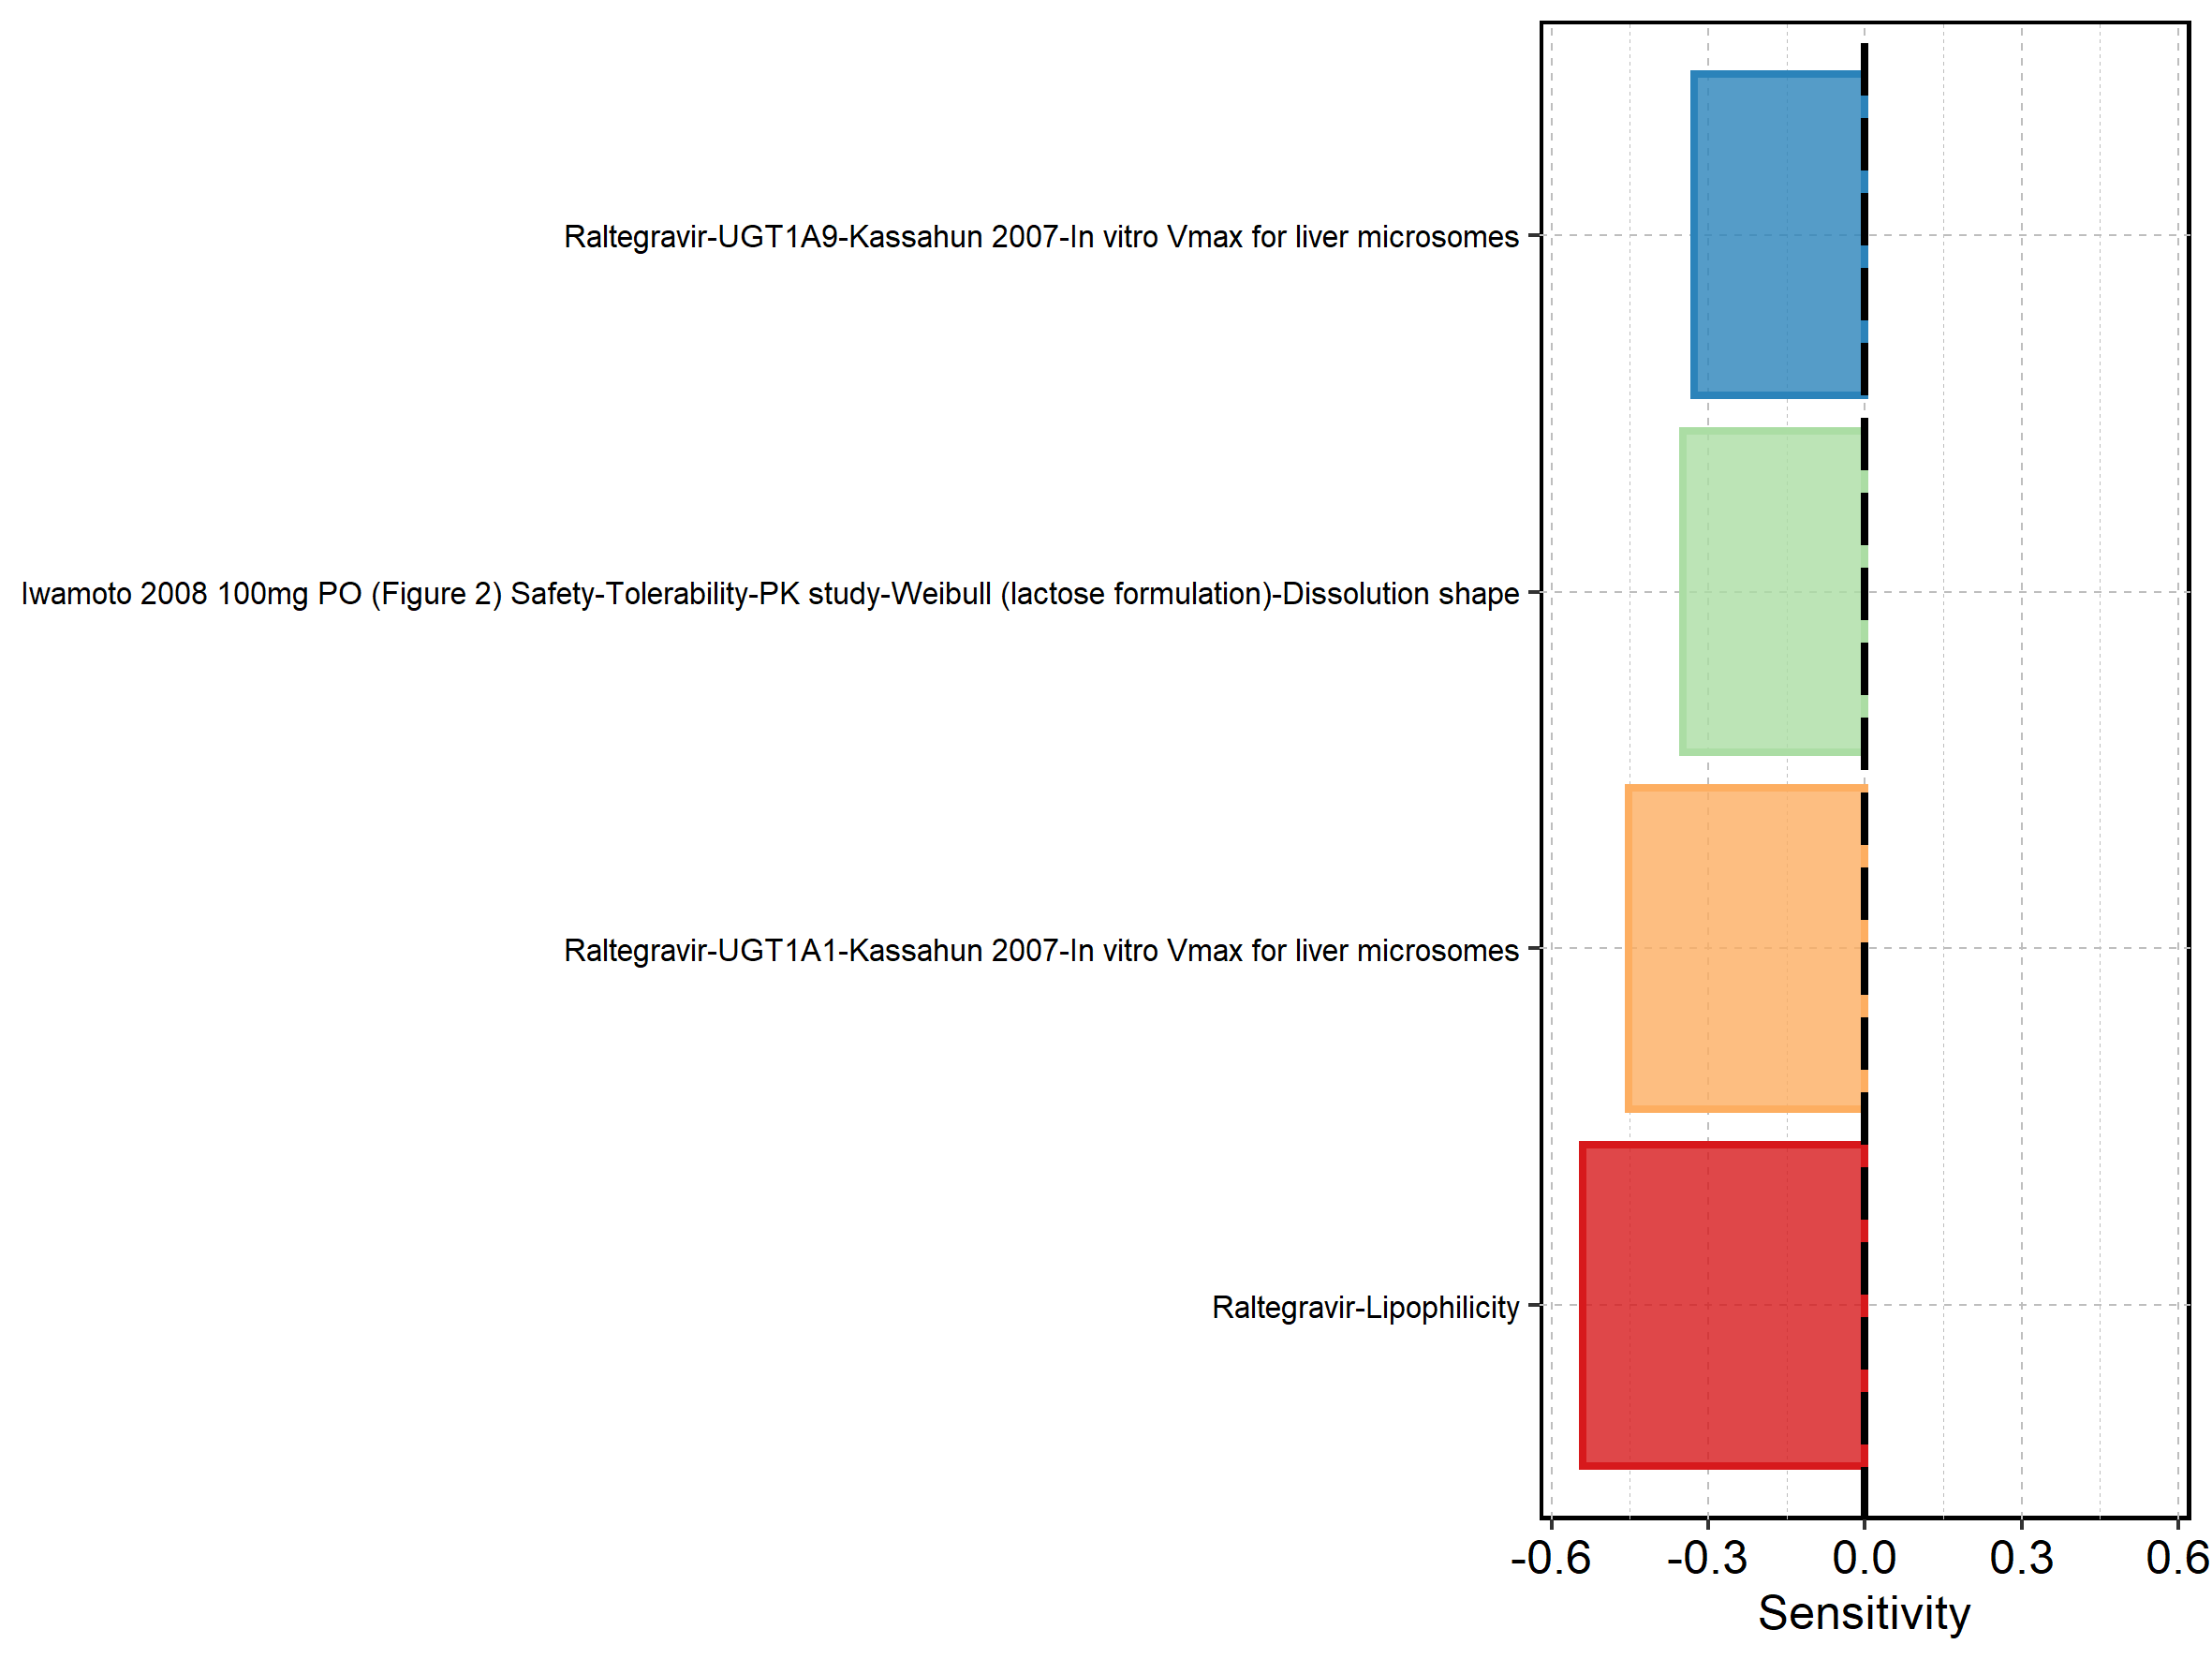 Raltegravir-UGT1A9-Kassahun 2007-In vitro Vmax for liver microsomes
Iwamoto 2008 100mg PO (Figure 2) Safety-Tolerability-PK study-Weibull (lactose formulation)-Dissolution shape
Raltegravir-UGT1A1-Kassahun 2007-In vitro Vmax for liver microsomes
Raltegravir-Lipophilicity
-0.6 -0.3 0.0 0.3 0.6
Sensitivity